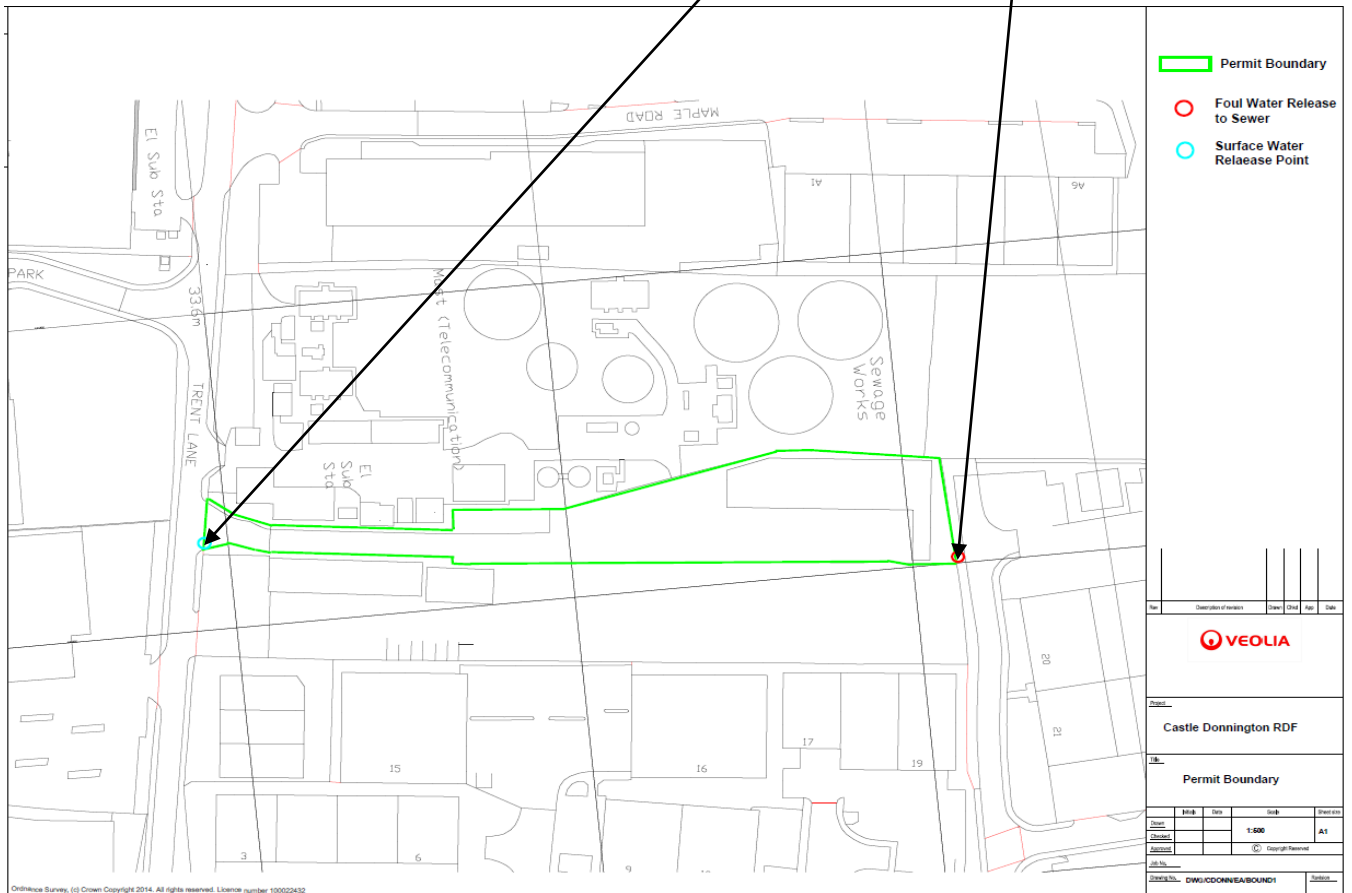 Permit Boundary
Foul Water Release
to Sewer
Surface Water
Relaease Point
MAPLE ROAD
El Sub Sta
A1
A6
PARK
33.6m
Mast (Telecommunication)
TRENT LANE
Sewage
Works
El
Sub
Sta
20
21
15
16
17
19
3
6
9
Rev
Description of revision
Drawn
Chkd
App
Date
VEOLIA
Project
Castle Donnington RDF
Title
Permit Boundary
Initials
Date
Scale
Sheet size
Drawn
Checked
Approved
1:500
A1
© Copyright Reserved
Job No.
Drawing No. DWG/CDONN/EA/BOUND1
Revision
Ordnance Survey, (c) Crown Copyright 2014. All rights reserved. Licence number 100022432